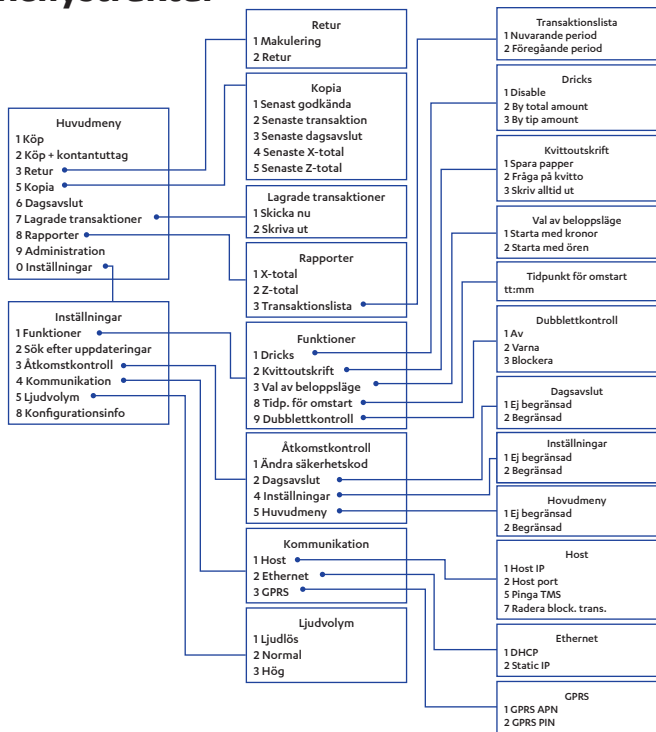 Huvudmeny
1 Köp
2 Köp + kontantuttag
3 Retur
5 Kopia
6 Dagsavslut
7 Lagrade transaktioner
8 Rapporter
9 Administration
0 Inställningar
Inställningar
1 Funktioner
2 Sök efter uppdateringar
3 Åtkomstkontroll
4 Kommunikation
5 Ljudvolym
8 Konfigurationsinfo
Retur
1 Makulering
2 Retur
Kopia
1 Senast godkända
2 Senaste transaktion
3 Senaste dagsavslut
4 Senaste X-total
5 Senaste Z-total
Lagrade transaktioner
1 Skicka nu
2 Skriva ut
Rapporter
1 X-total
2 Z-total
3 Transaktionslista
Funktioner
1 Dricks
2 Kvittoutskrift
3 Val av beloppsläge
8 Tidp. för omstart
9 Dubblettkontroll
Åtkomstkontroll
1 Ändra säkerhetskod
2 Dagsavslut
4 Inställningar
5 Huvudmeny
Kommunikation
1 Host
2 Ethernet
3 GPRS
Ljudvolym
1 Ljudlös
2 Normal
3 Hög
Transaktionslista
1 Nuvarande period
2 Föregående period
Dricks
1 Disable
2 By total amount
3 By tip amount
Kvittoutskrift
1 Spara papper
2 Fråga på kvitto
3 Skriv alltid ut
Val av beloppsläge
1 Starta med kronor
2 Starta med ören
Tidpunkt för omstart
tt:mm
Dubblettkontroll
1 Av
2 Varna
3 Blockera
Dagsavslut
1 Ej begränsad
2 Begränsad
Inställningar
1 Ej begränsad
2 Begränsad
Hovudmeny
1 Ej begränsad
2 Begränsad
Host
1 Host IP
2 Host port
5 Pinga TMS
7 Radera block. trans.
Ethernet
1 DHCP
2 Static IP
GPRS
1 GPRS APN
2 GPRS PIN